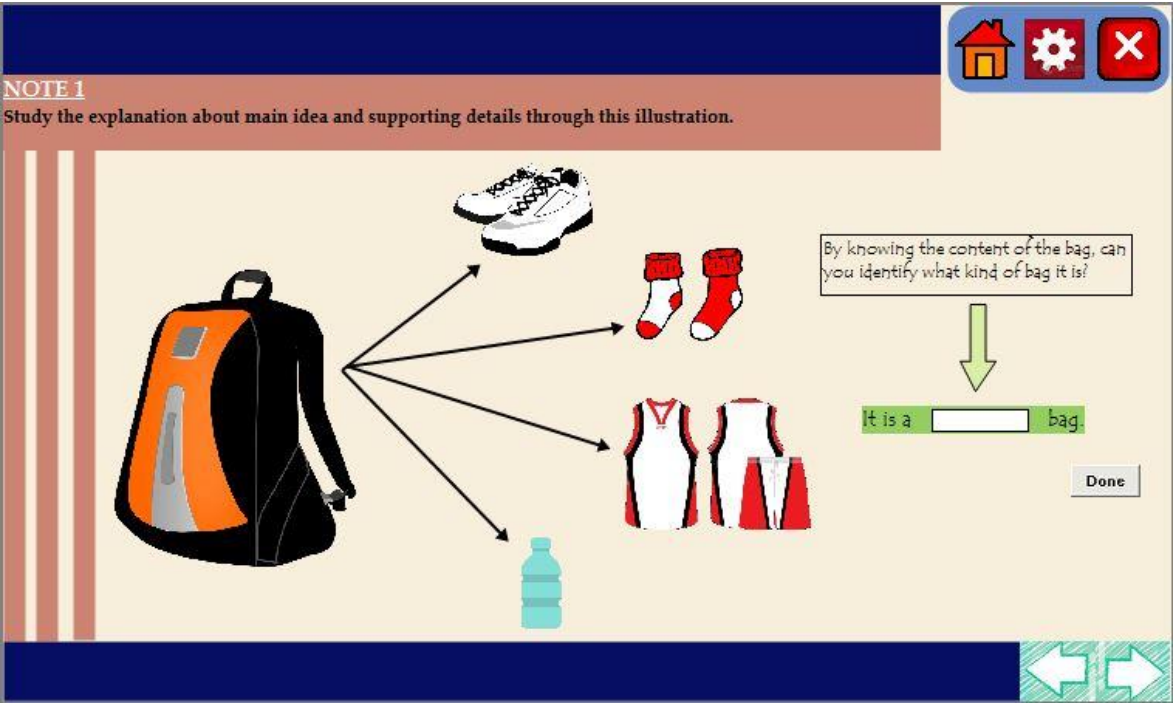 NOTE 1
Study the explanation about main idea and supporting details through this illustration.
By knowing the content of the bag, can
you identify what kind of bag it is?
It is a bag.
Done